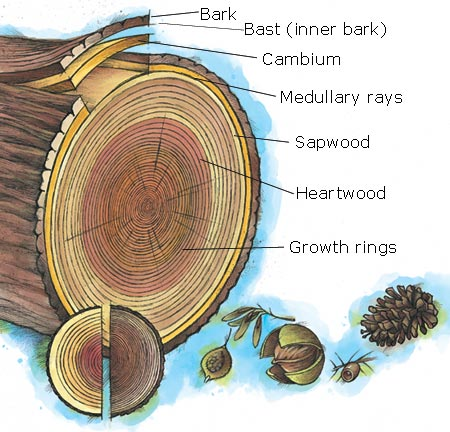 Bark
Bast (inner bark)
Cambium
Medullary rays
Sapwood
Heartwood
Growth rings